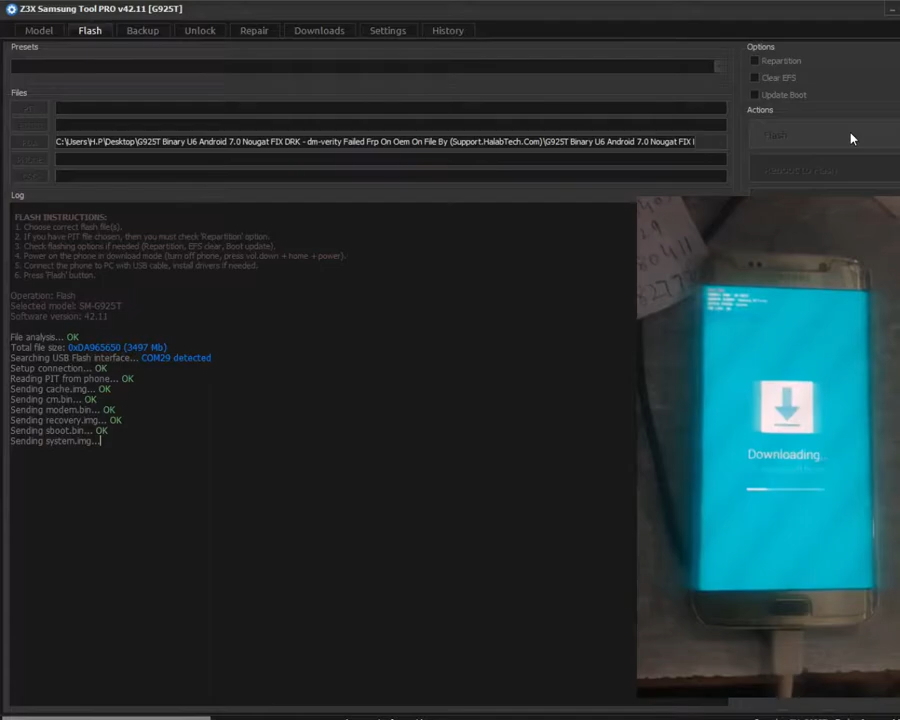 Z3X Samsung Tool PRO v42.11 [G925T]
Model Flash Backup Unlock Repair Downloads Settings History
Presets
Options
Repartition
Clear EFS
Update Boot
Files
Actions
Flash
C:\Users\H.P\Desktop\G925T Binary U6 Android 7.0 Nougat FIX DRK - dm-verity Failed Frp On Oem On File By (Support.HalabTech.Com)\G925T Binary U6 Android 7.0 Nougat FIX
Log
FLASH INSTRUCTIONS:
1. Choose correct flash file(s).
2. If you have PIT file chosen, then you must check 'Repartition' option.
3. Check flashing options if needed (Repartition, EFS clear, Boot update).
4. Power on the phone in download mode (turn off phone, press vol.down + home + power).
5. Connect the phone to PC with USB cable, install drivers if needed.
6. Press 'Flash' button.
Operation: Flash
Selected model: SM-G925T
Software version: 42.11
File analysis... OK
Total file size: 0xDA965650 (3497 Mb)
Searching USB Flash interface... COM29 detected
Setup connection... OK
Reading PIT from phone... OK
Sending cache.img... OK
Sending cm.bin... OK
Sending modem.bin... OK
Sending recovery.img... OK
Sending sboot.bin... OK
Sending system.img...
Downloading..